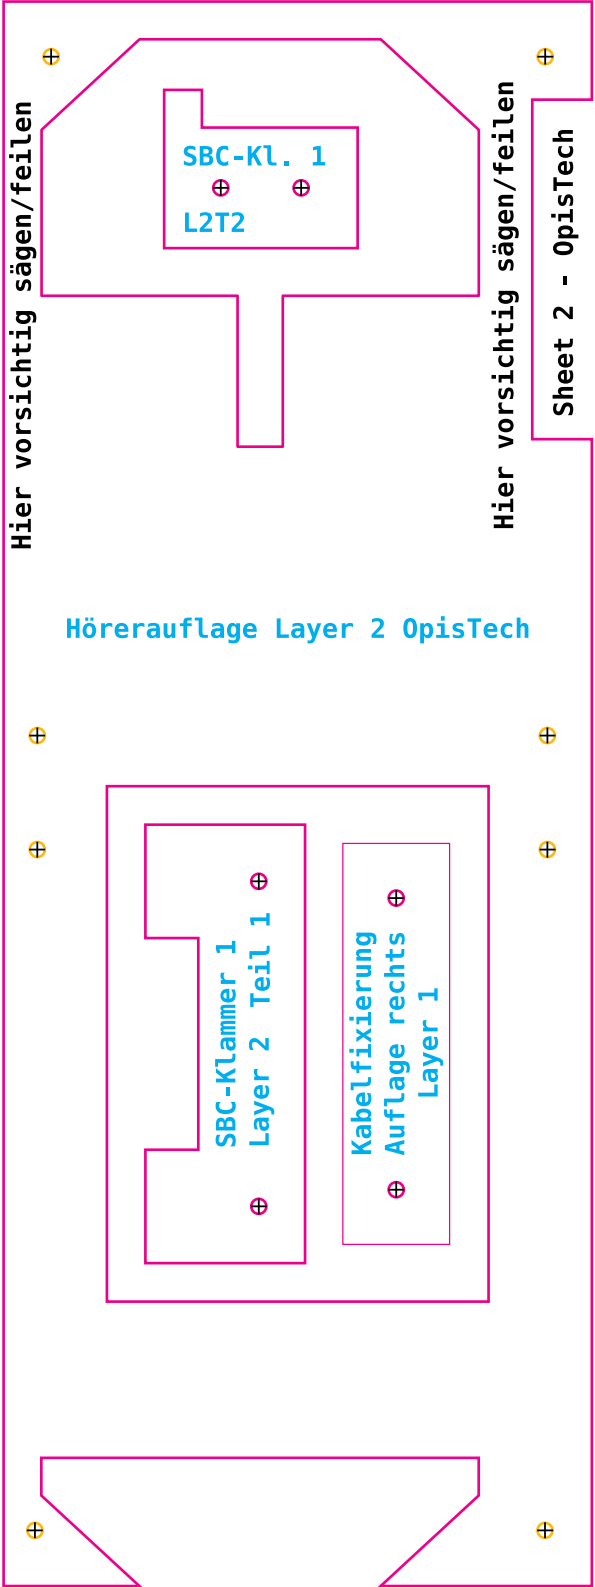 Hier vorsichtig sägen/feilen
SBC-Kl. 1
L2T2
Hier vorsichtig sägen/feilen
Sheet 2 - OpisTech
Hörerauflage Layer 2 OpisTech
SBC-Klammer 1
Layer 2 Teil 1
Kabelfixierung
Auflage rechts
Layer 1